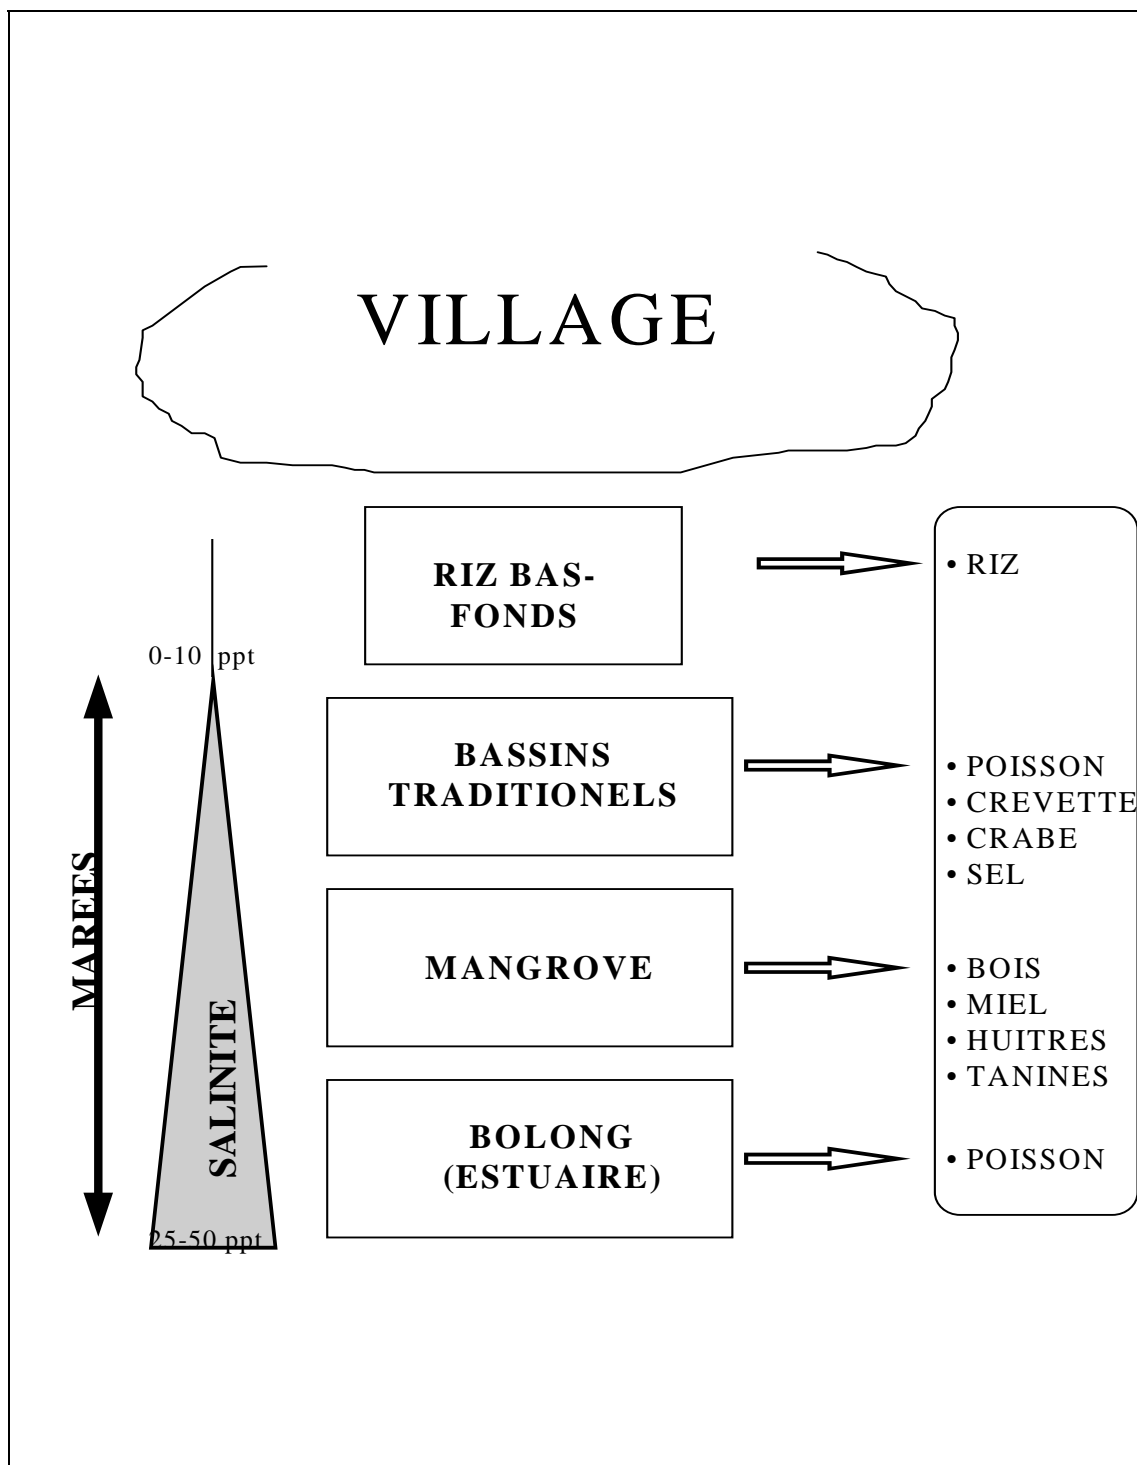 VILLAGE
RIZ BAS-
FONDS
• RIZ
0-10 ppt
BASSINS
TRADITIONELS
• POISSON
• CREVETTE
• CRABE
• SEL
MAREES
MANGROVE
• BOIS
• MIEL
• HUITRES
• TANINES
SALINITE
BOLONG
(ESTUAIRE)
• POISSON
25-50 ppt